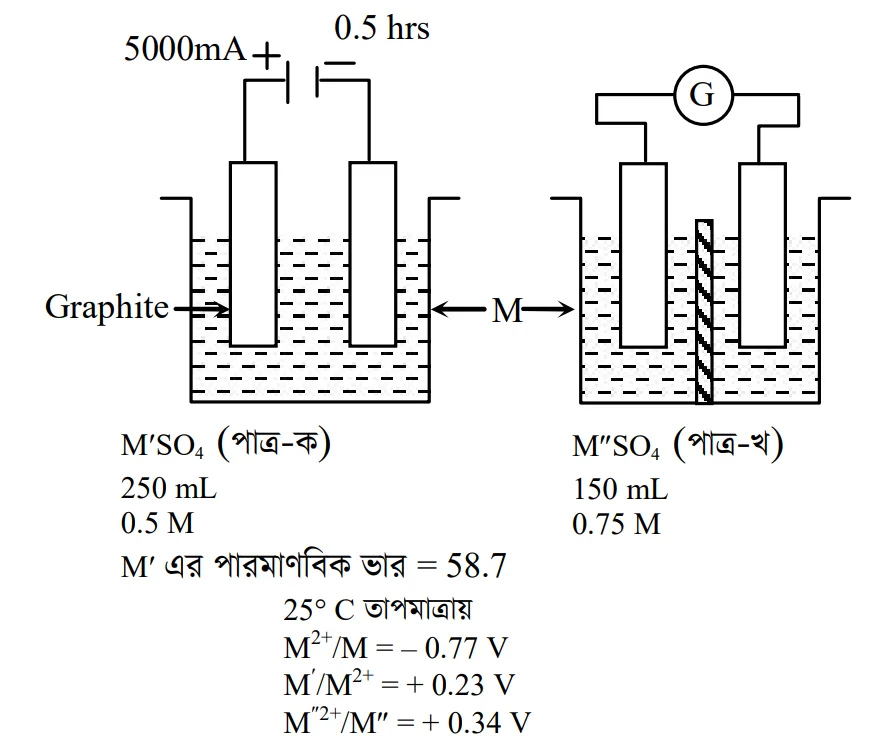 5000mA + – 0.5 hrs
G
Graphite
M
M′SO₄ (পাত্র-ক)
250 mL
0.5 M
M″SO₄ (পাত্র-খ)
150 mL
0.75 M
M′ এর পারমাণবিক ভার = 58.7
25° C তাপমাত্রায়
M²⁺/M = – 0.77 V
M′/M²⁺ = + 0.23 V
M″²⁺/M″ = + 0.34 V